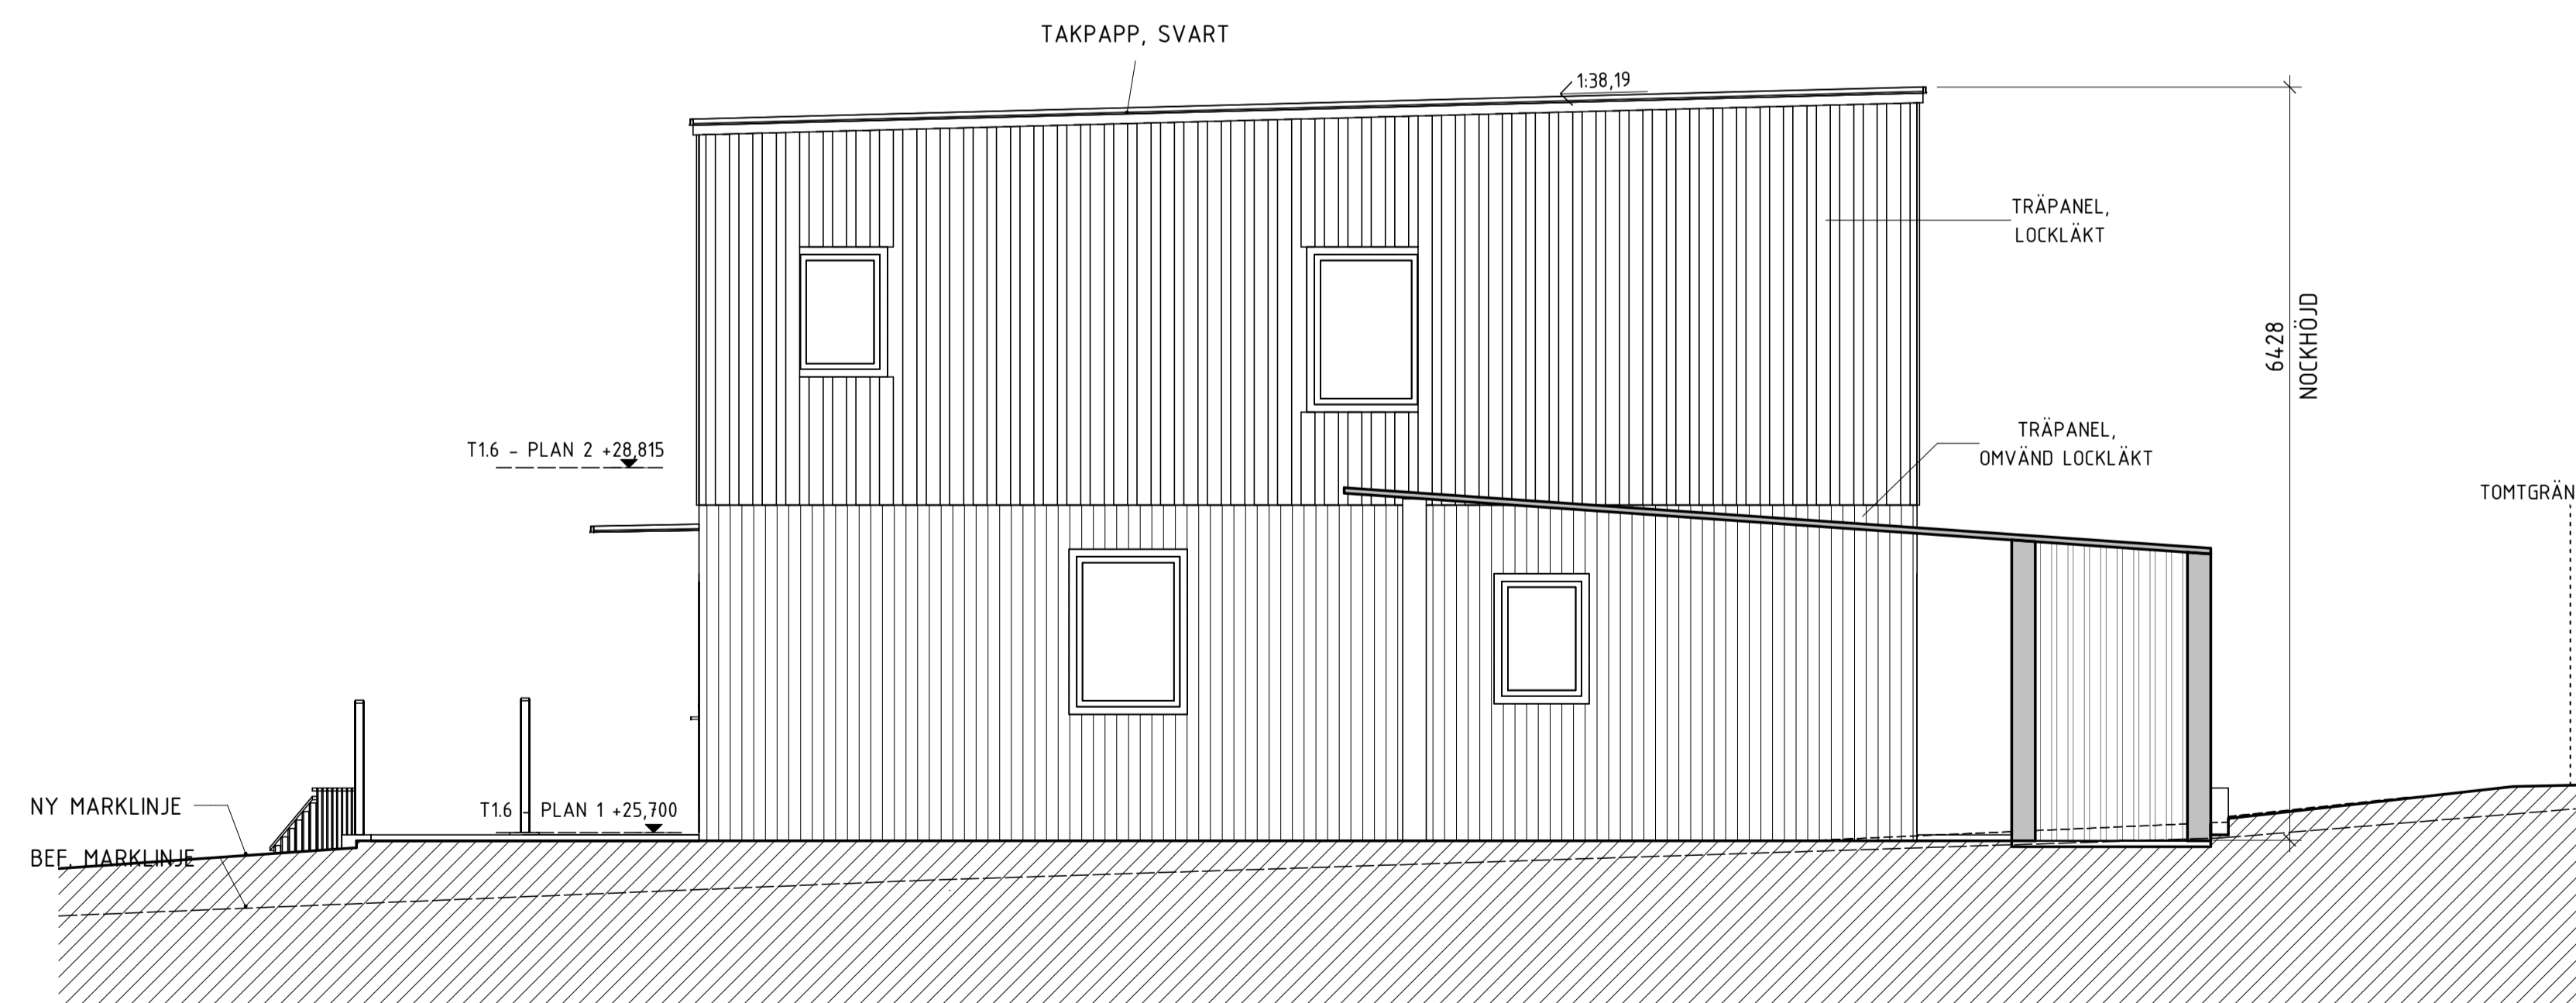 TAKPAPP, SVART
1:38,19
TRÄPANEL,
LOCKLÄKT
6428
NOCKHÖJD
TRÄPANEL,
OMVÄND LOCKLÄKT
T1.6 - PLAN 2 +28,815
TOMTGRÄN
NY MARKLINJE
T1.6 - PLAN 1 +25,700
BEF. MARKLINJE